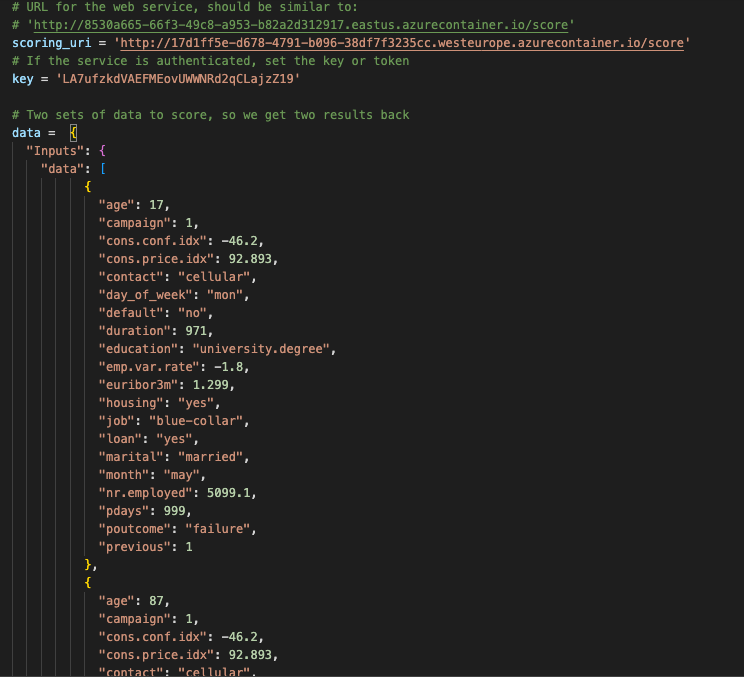 # URL for the web service, should be similar to:
# 'http://8530a665-66f3-49c8-a953-b82a2d312917.eastus.azurecontainer.io/score'
scoring_uri = 'http://17d1ff5e-d678-4791-b096-38df7f3235cc.westeurope.azurecontainer.io/score'
# If the service is authenticated, set the key or token
key = 'LA7ufzkdVAEFMEovUWWNRd2qCLajzZ19'
# Two sets of data to score, so we get two results back
data =  {
"Inputs": {
"data": [
{
"age": 17,
"campaign": 1,
"cons.conf.idx": -46.2,
"cons.price.idx": 92.893,
"contact": "cellular",
"day_of_week": "mon",
"default": "no",
"duration": 971,
"education": "university.degree",
"emp.var.rate": -1.8,
"euribor3m": 1.299,
"housing": "yes",
"job": "blue-collar",
"loan": "yes",
"marital": "married",
"month": "may",
"nr.employed": 5099.1,
"pdays": 999,
"poutcome": "failure",
"previous": 1
},
{
"age": 87,
"campaign": 1,
"cons.conf.idx": -46.2,
"cons.price.idx": 92.893,
"contact": "cellular",